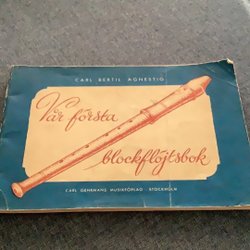 CARL BERTIL AGNESTIG
Vår första
blockflöjtsbok
CARL GEHRMANS MUSIKFÖRLAG · STOCKHOLM